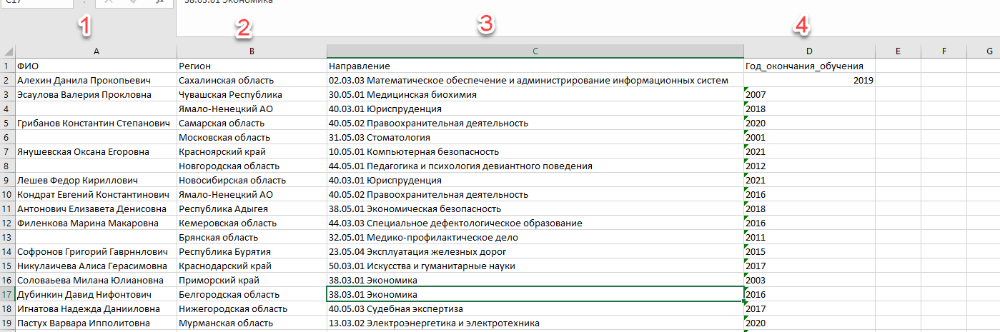 C17 fx 38.03.01 Экономика
1 2 3 4
A B C D E F G
1 ФИО Регион Направление Год_окончания_обучения
2 Алехин Данила Прокопьевич Сахалинская область 02.03.03 Математическое обеспечение и администрирование информационных систем 2019
3 Эсаулова Валерия Прокловна Чувашская Республика 30.05.01 Медицинская биохимия 2007
4 Ямало-Ненецкий АО 40.03.01 Юриспруденция 2018
5 Грибанов Константин Степанович Самарская область 40.05.02 Правоохранительная деятельность 2020
6 Московская область 31.05.03 Стоматология 2001
7 Янушевская Оксана Егоровна Красноярский край 10.05.01 Компьютерная безопасность 2021
8 Новгородская область 44.05.01 Педагогика и психология девиантного поведения 2012
9 Лешев Федор Кириллович Новосибирская область 40.03.01 Юриспруденция 2021
10 Кондрат Евгений Константинович Ямало-Ненецкий АО 40.05.02 Правоохранительная деятельность 2016
11 Антонович Елизавета Денисовна Республика Адыгея 38.05.01 Экономическая безопасность 2018
12 Филенкова Марина Макаровна Кемеровская область 44.03.03 Специальное дефектологическое образование 2016
13 Брянская область 32.05.01 Медико-профилактическое дело 2011
14 Софронов Григорий Гаврннлович Республика Бурятия 23.05.04 Эксплуатация железных дорог 2015
15 Никулаичева Алиса Герасимовна Краснодарский край 50.03.01 Искусства и гуманитарные науки 2017
16 Соловаьева Милана Юлиановна Приморский край 38.03.01 Экономика 2003
17 Дубинкин Давид Нифонтович Белгородская область 38.03.01 Экономика 2016
18 Игнатова Надежда Данииловна Нижегородская область 40.05.03 Судебная экспертиза 2017
19 Пастух Варвара Ипполитовна Мурманская область 13.03.02 Электроэнергетика и электротехника 2020